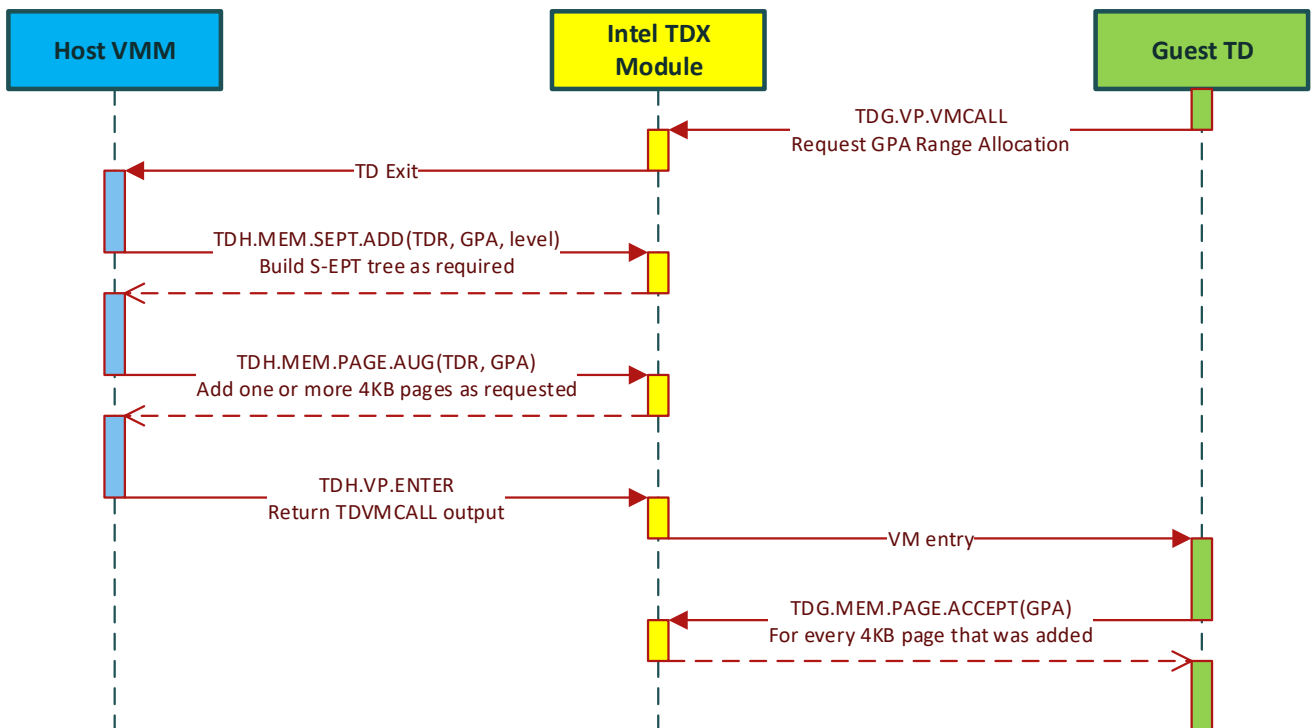 Host VMM
Intel TDX
Module
Guest TD
TDG.VP.VMCALL
Request GPA Range Allocation
TD Exit
TDH.MEM.SEPT.ADD(TDR, GPA, level)
Build S-EPT tree as required
TDH.MEM.PAGE.AUG(TDR, GPA)
Add one or more 4KB pages as requested
TDH.VP.ENTER
Return TDVMCALL output
VM entry
TDG.MEM.PAGE.ACCEPT(GPA)
For every 4KB page that was added